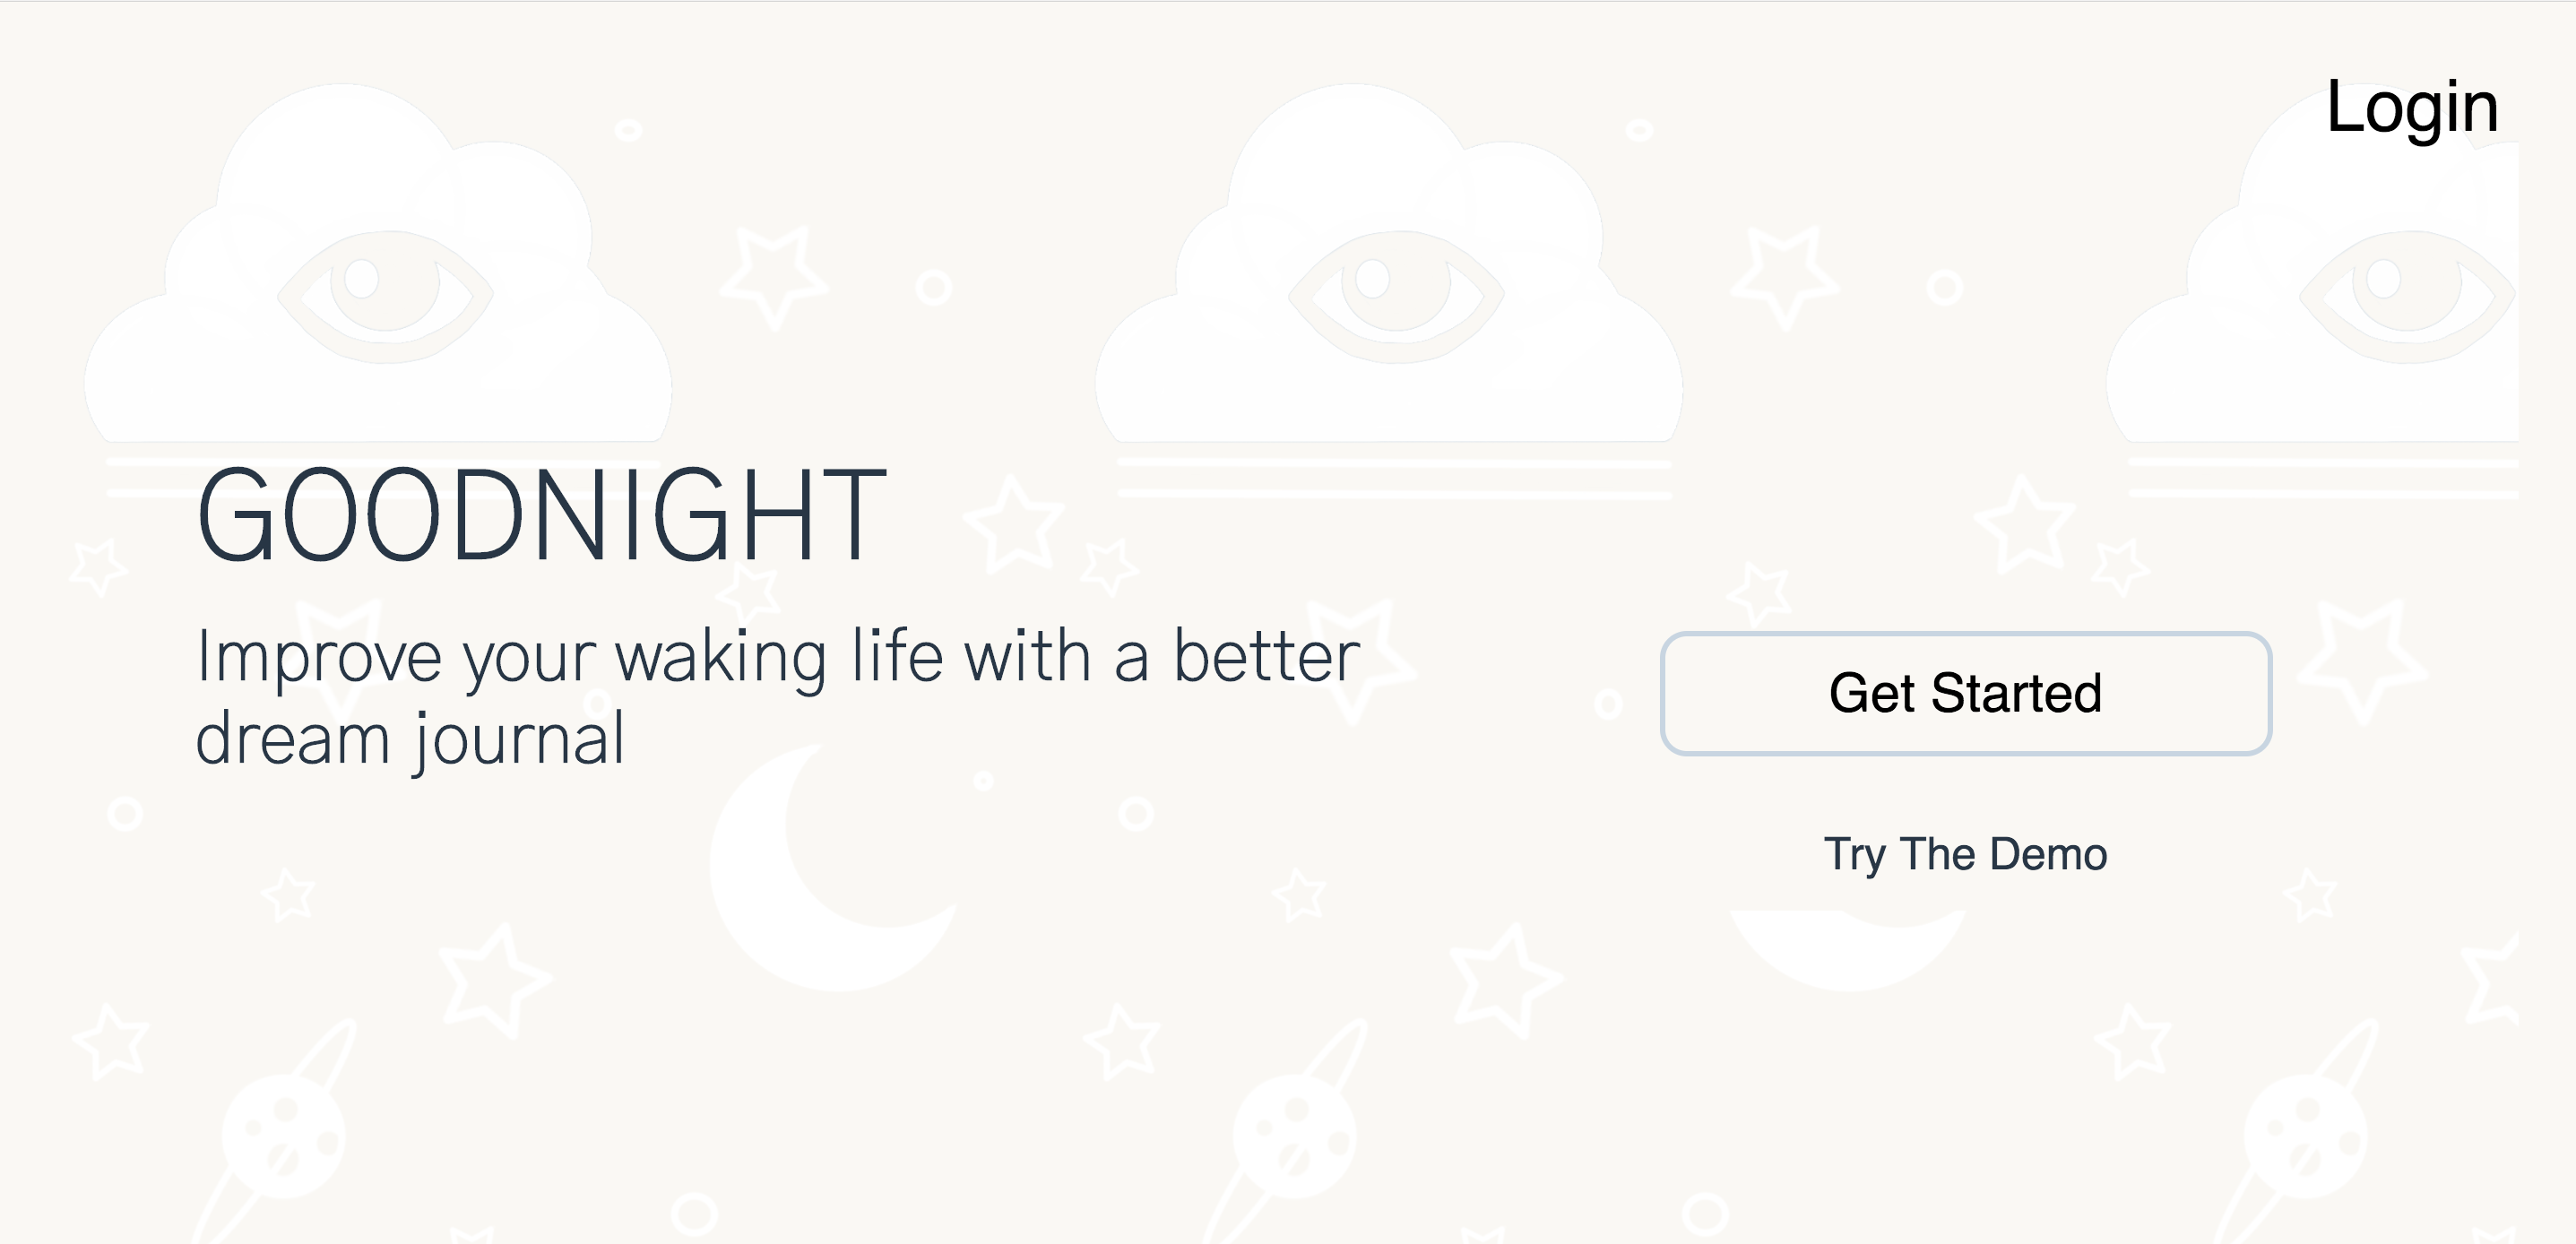 Login
GOODNIGHT
Improve your waking life with a better
dream journal
Get Started
Try The Demo